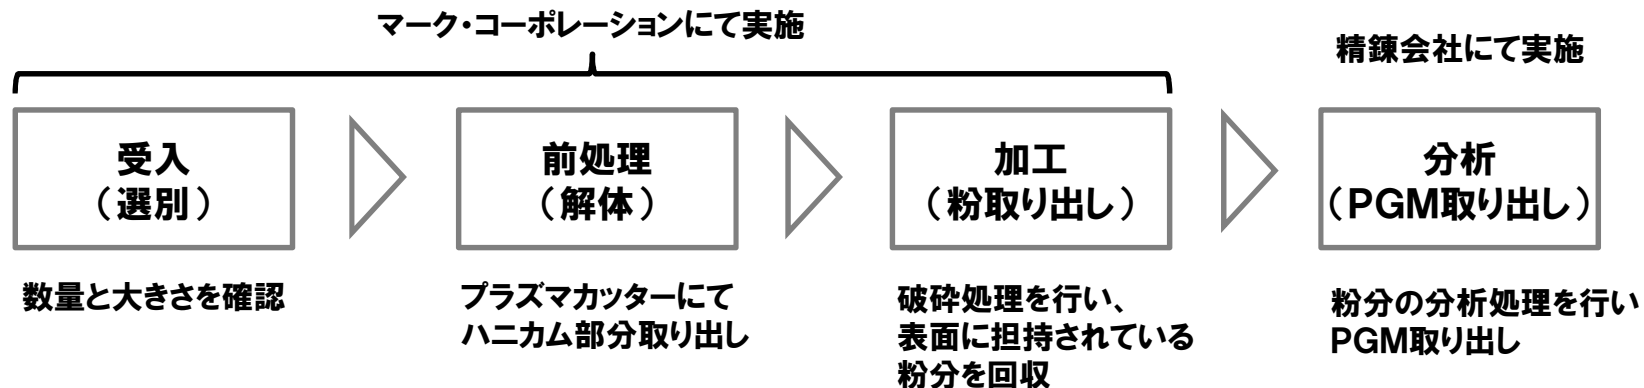 マーク・コーポレーションにて実施
精錬会社にて実施
受入
（選別）
前処理
（解体）
加工
（粉取り出し）
分析
（PGM取り出し）
数量と大きさを確認
プラズマカッターにて
ハニカム部分取り出し
破砕処理を行い、
表面に担持されている
粉分を回収
粉分の分析処理を行い
PGM取り出し